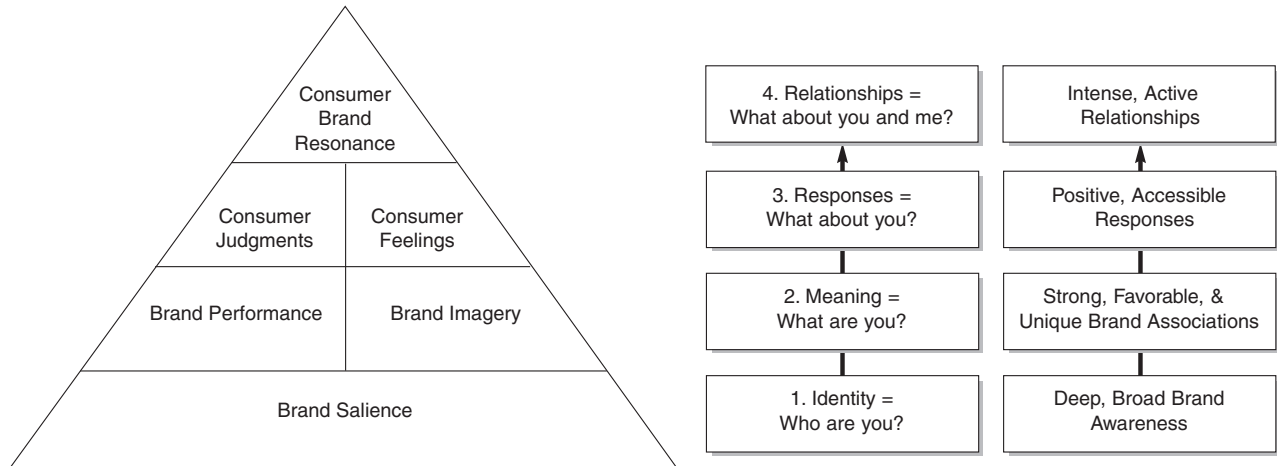 Consumer
Brand
Resonance
Consumer
Judgments
Consumer
Feelings
Brand Performance
Brand Imagery
Brand Salience
4. Relationships =
What about you and me?
3. Responses =
What about you?
2. Meaning =
What are you?
1. Identity =
Who are you?
Intense, Active
Relationships
Positive, Accessible
Responses
Strong, Favorable, &
Unique Brand Associations
Deep, Broad Brand
Awareness